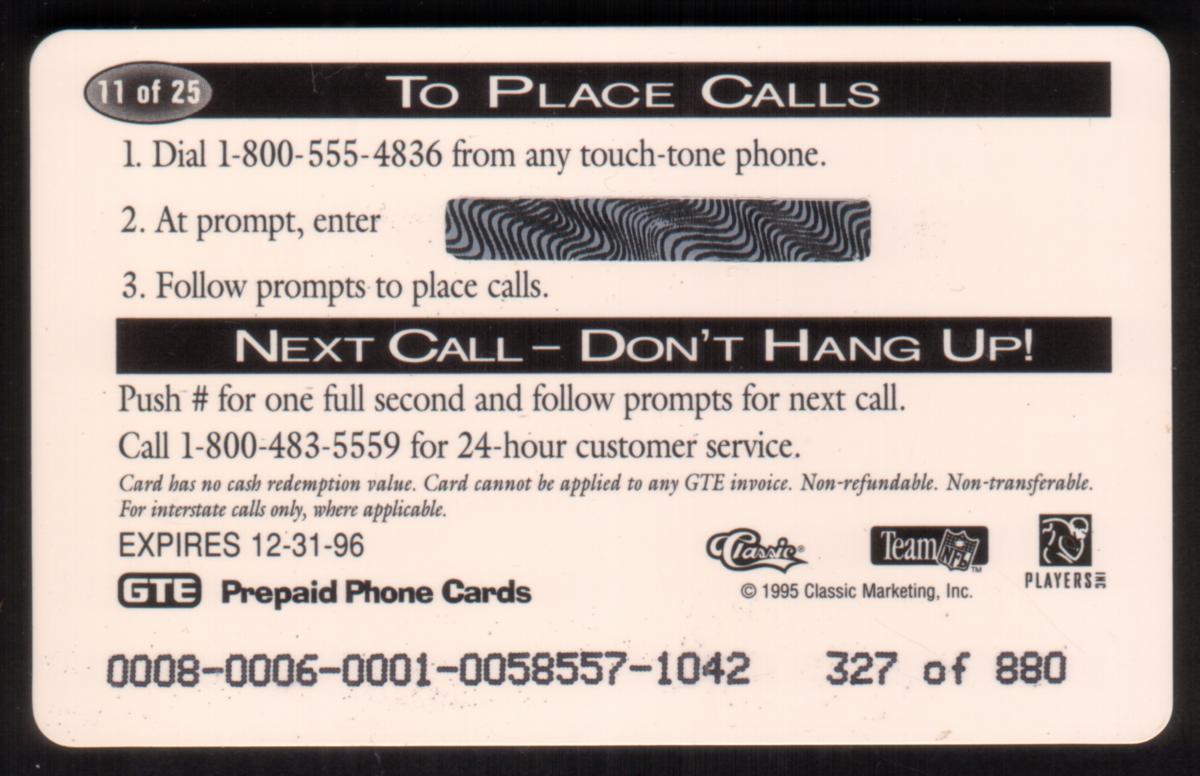 11 of 25
TO PLACE CALLS
1. Dial 1-800-555-4836 from any touch-tone phone.
2. At prompt, enter
3. Follow prompts to place calls.
NEXT CALL – DON'T HANG UP!
Push # for one full second and follow prompts for next call.
Call 1-800-483-5559 for 24-hour customer service.
Card has no cash redemption value. Card cannot be applied to any GTE invoice. Non-refundable. Non-transferable.
For interstate calls only, where applicable.
EXPIRES 12-31-96
Classic®
Team NFL™
PLAYERS INC
GTE Prepaid Phone Cards
© 1995 Classic Marketing, Inc.
0008-0006-0001-0058557-1042 327 of 880